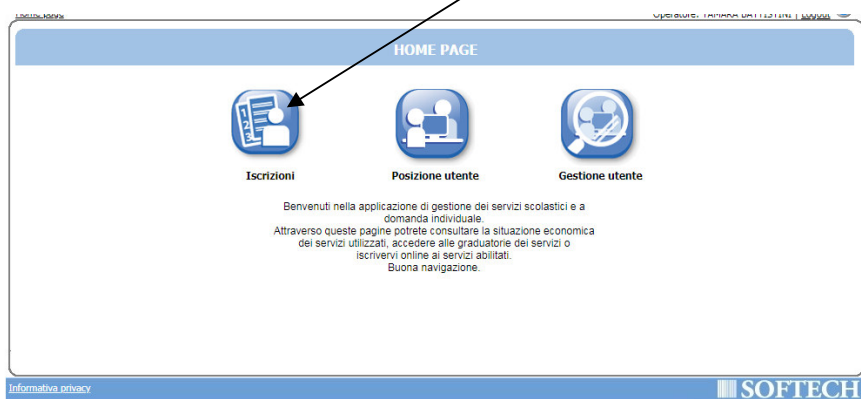 Home page
Operatore: TAMARA BATTISTINI | Logout
HOME PAGE
Iscrizioni
Posizione utente
Gestione utente
Benvenuti nella applicazione di gestione dei servizi scolastici e a
domanda individuale.
Attraverso queste pagine potrete consultare la situazione economica
dei servizi utilizzati, accedere alle graduatorie dei servizi o
iscrivervi online ai servizi abilitati.
Buona navigazione.
Informativa privacy
SOFTECH